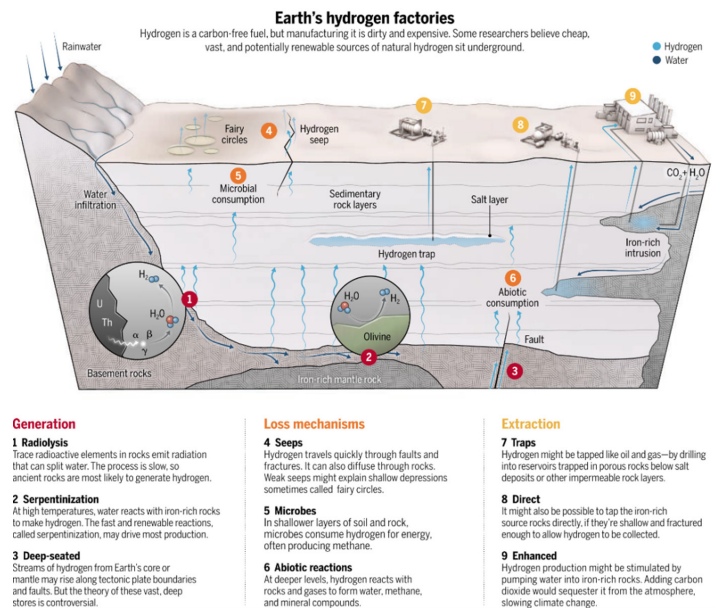 Earth's hydrogen factories
Hydrogen is a carbon-free fuel, but manufacturing it is dirty and expensive. Some researchers believe cheap,
vast, and potentially renewable sources of natural hydrogen sit underground.
Hydrogen
Water
Rainwater
Fairy
circles
4
Hydrogen
seep
7
8
9
5
Microbial
consumption
Water
infiltration
Sedimentary
rock layers
Salt layer
CO2 + H2O
Iron-rich
intrusion
Hydrogen trap
6
Abiotic
consumption
H2
U
Th
H2O
α β
γ
1
H2O
H2
Olivine
2
Fault
3
Basement rocks
Iron-rich mantle rock
Generation
1 Radiolysis
Trace radioactive elements in rocks emit radiation
that can split water. The process is slow, so
ancient rocks are most likely to generate hydrogen.
2 Serpentinization
At high temperatures, water reacts with iron-rich rocks
to make hydrogen. The fast and renewable reactions,
called serpentinization, may drive most production.
3 Deep-seated
Streams of hydrogen from Earth's core or
mantle may rise along tectonic plate boundaries
and faults. But the theory of these vast, deep
stores is controversial.
Loss mechanisms
4 Seeps
Hydrogen travels quickly through faults and
fractures. It can also diffuse through rocks.
Weak seeps might explain shallow depressions
sometimes called fairy circles.
5 Microbes
In shallower layers of soil and rock,
microbes consume hydrogen for energy,
often producing methane.
6 Abiotic reactions
At deeper levels, hydrogen reacts with
rocks and gases to form water, methane,
and mineral compounds.
Extraction
7 Traps
Hydrogen might be tapped like oil and gas—by drilling
into reservoirs trapped in porous rocks below salt
deposits or other impermeable rock layers.
8 Direct
It might also be possible to tap the iron-rich
source rocks directly, if they're shallow and fractured
enough to allow hydrogen to be collected.
9 Enhanced
Hydrogen production might be stimulated by
pumping water into iron-rich rocks. Adding carbon
dioxide would sequester it from the atmosphere,
slowing climate change.